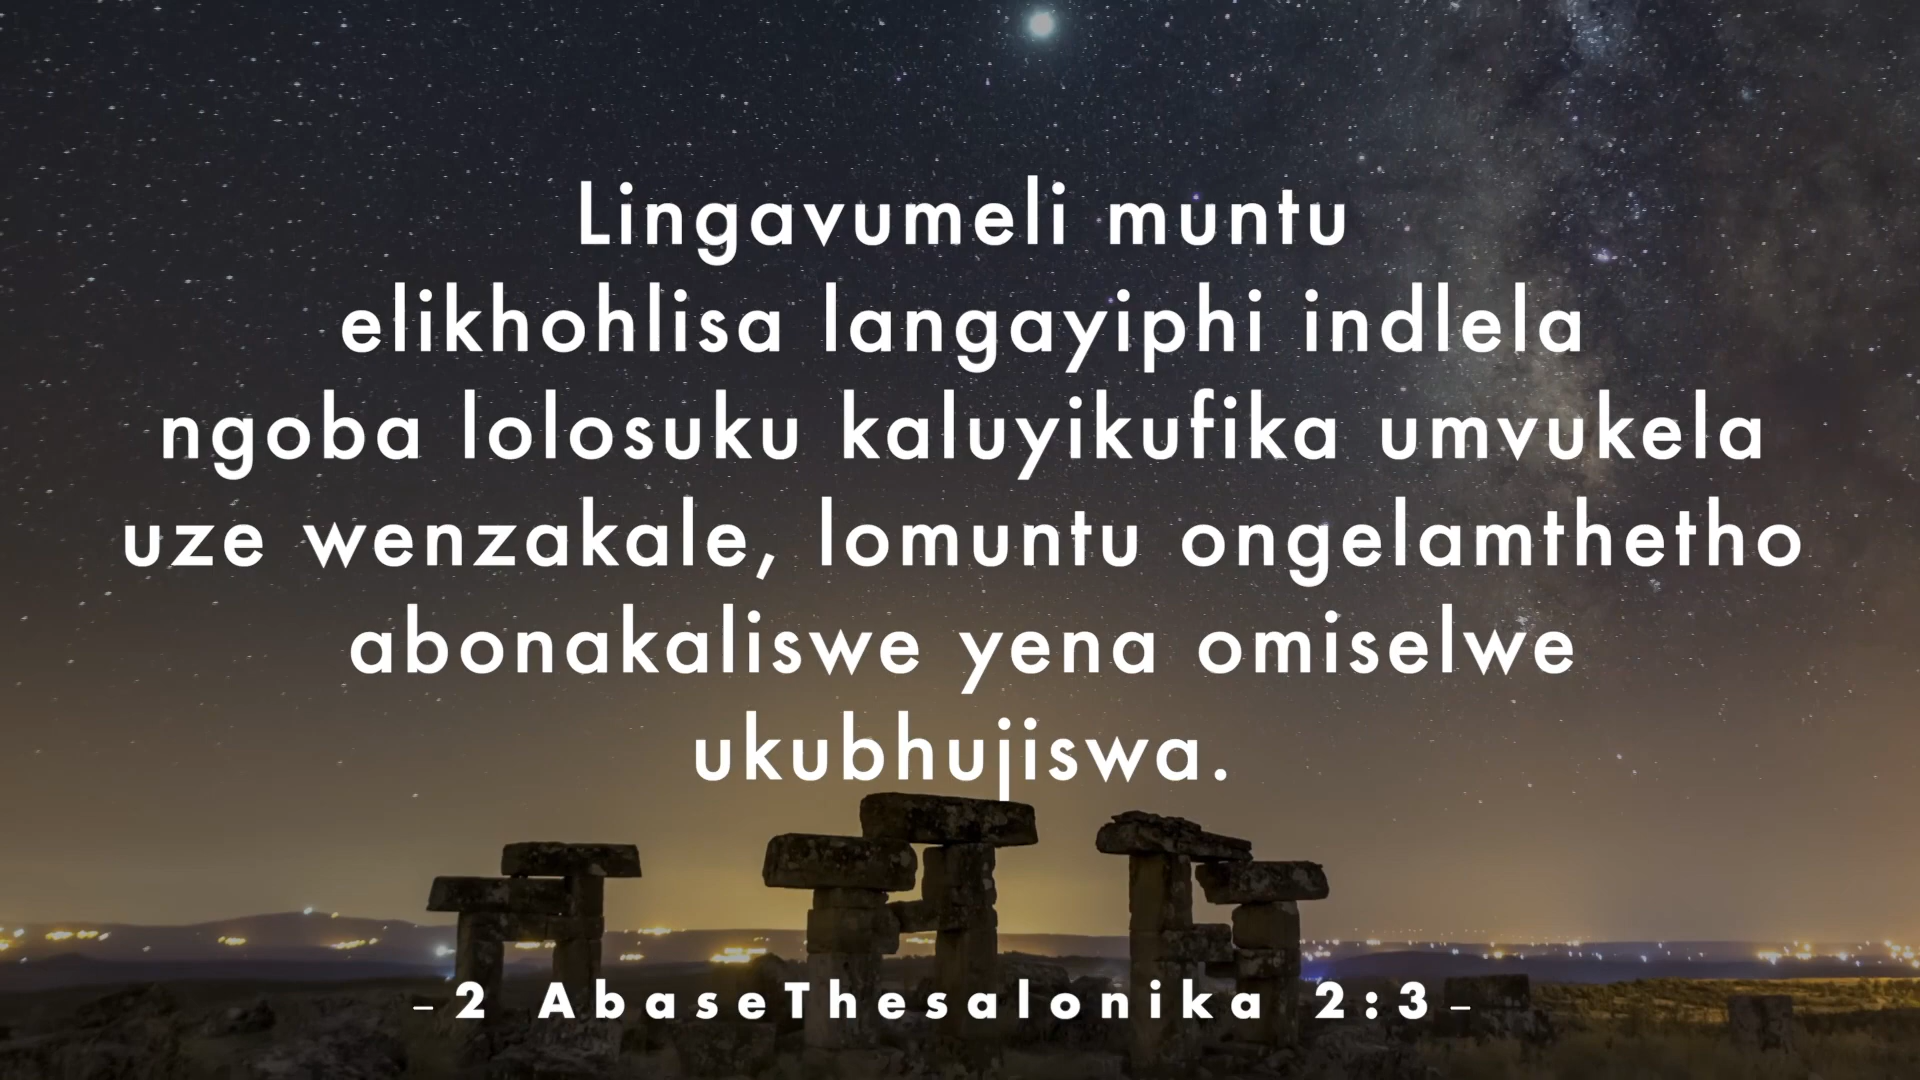 Lingavumeli muntu
elikhohlisa langayiphi indlela
ngoba lolosuku kaluyikufika umvukela
uze wenzakale, lomuntu ongelamthetho
abonakaliswe yena omiselwe
ukubhujiswa.
– 2 AbaseThesalonika 2:3 –